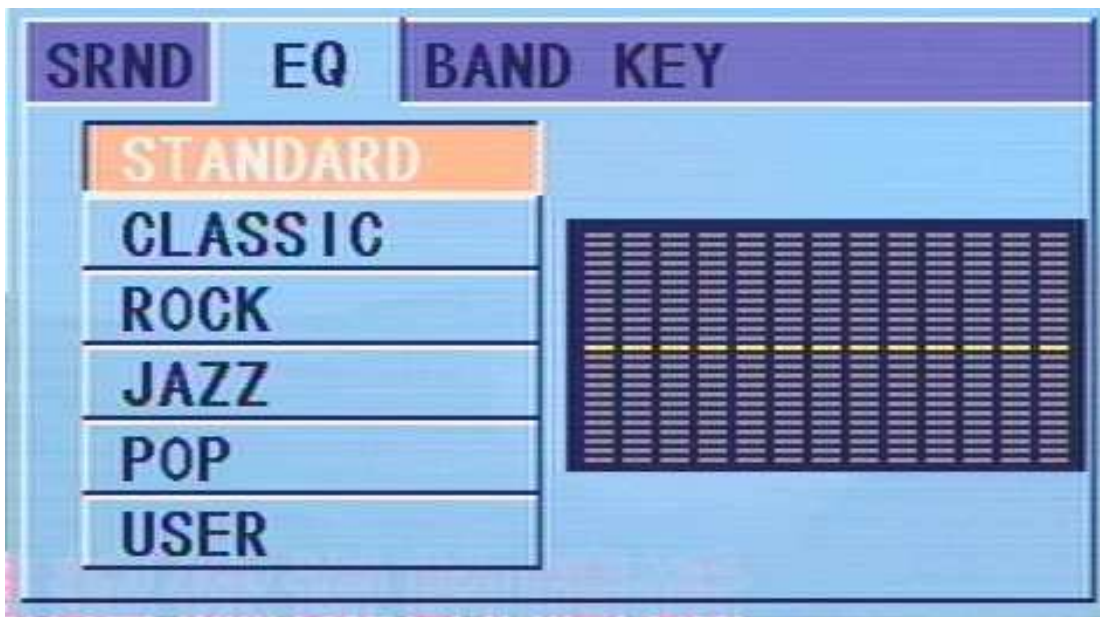 SRND EQ BAND KEY
STANDARD
CLASSIC
ROCK
JAZZ
POP
USER